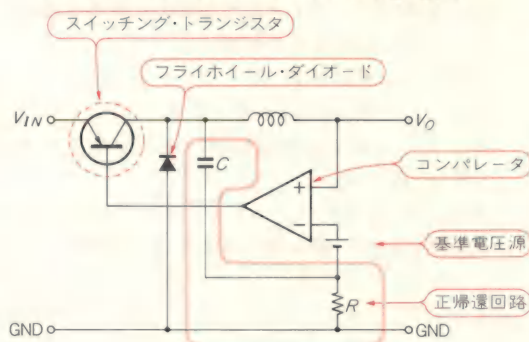 スイッチング・トランジスタ
フライホイール・ダイオード
VIN
VO
C
コンパレータ
+
−
基準電圧源
R
正帰還回路
GND
GND